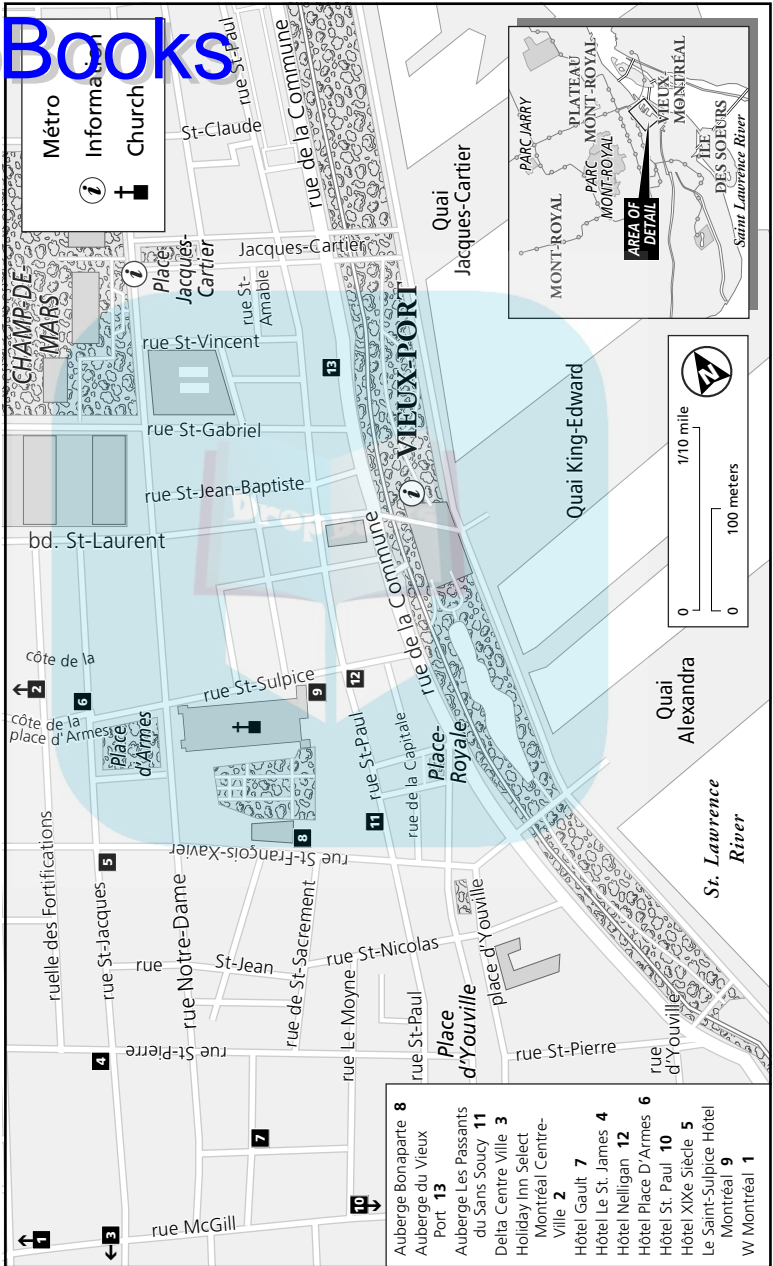 Books
Métro
Information
Church
rue St-Paul
St-Claude
rue de la Commune
CHAMP-DE-
MARS
Place
Jacques-
Cartier
Jacques-Cartier
Quai
Jacques-Cartier
rue St-
Amable
rue St-Vincent
13
VIEUX-PORT
rue St-Gabriel
rue St-Jean-Baptiste
Quai King-Edward
bd. St-Laurent
rue de la Commune
côte de la
2
6
côte de la
place d'Armes
Place
d'Armes
rue St-Sulpice
9
12
rue de la Commune
Quai
Alexandra
rue St-Paul
rue de la Capitale
Place-
Royale
11
8
rue St-François-Xavier
ruelle des Fortifications
5
rue St-Jacques
rue Notre-Dame
rue
St-Jean
rue de St-Sacrement
rue St-Nicolas
place d'Youville
St. Lawrence
River
rue Le Moyne
rue St-Paul
Place
d'Youville
4
rue St-Pierre
rue St-Pierre
rue
d'Youville
7
10
rue McGill
1
3
PARC JARRY
PLATEAU
MONT-ROYAL
PARC
MONT-ROYAL
MONT-ROYAL
VIEUX-
MONTRÉAL
ÎLE
DES SOEURS
Saint Lawrence River
AREA OF
DETAIL
N
0 1/10 mile
0 100 meters
Auberge Bonaparte 8
Auberge du Vieux
Port 13
Auberge Les Passants
du Sans Soucy 11
Delta Centre Ville 3
Holiday Inn Select
Montréal Centre-
Ville 2
Hôtel Gault 7
Hôtel Le St. James 4
Hôtel Nelligan 12
Hôtel Place D'Armes 6
Hôtel St. Paul 10
Hôtel XIXe Siècle 5
Le Saint-Sulpice Hôtel
Montréal 9
W Montréal 1